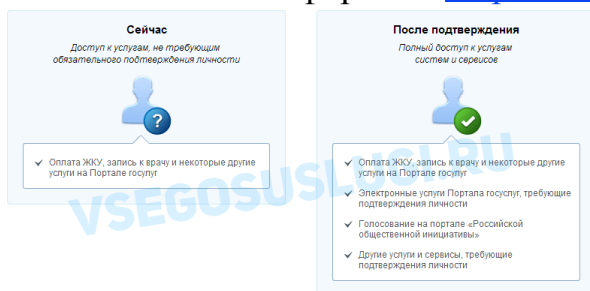 Сейчас
Доступ к услугам, не требующим
обязательного подтверждения личности
?
Оплата ЖКУ, запись к врачу и некоторые другие
услуги на Портале госуслуг
После подтверждения
Полный доступ к услугам
систем и сервисов
Оплата ЖКУ, запись к врачу и некоторые другие
услуги на Портале госуслуг
Электронные услуги Портала госуслуг, требующие
подтверждения личности
Голосование на портале «Российской
общественной инициативы»
Другие услуги и сервисы, требующие
подтверждения личности
VSEGOSUSLUGI.RU